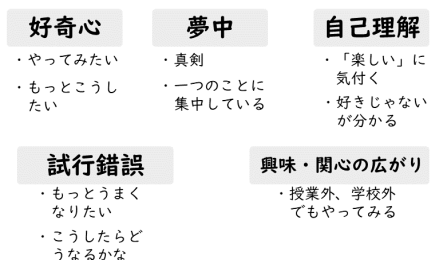 好奇心
・やってみたい
・もっとこうし
たい
夢中
・真剣
・一つのことに
集中している
自己理解
・「楽しい」に
気付く
・好きじゃない
が分かる
試行錯誤
・もっとうまく
なりたい
・こうしたらど
うなるかな
興味・関心の広がり
・授業外、学校外
でもやってみる